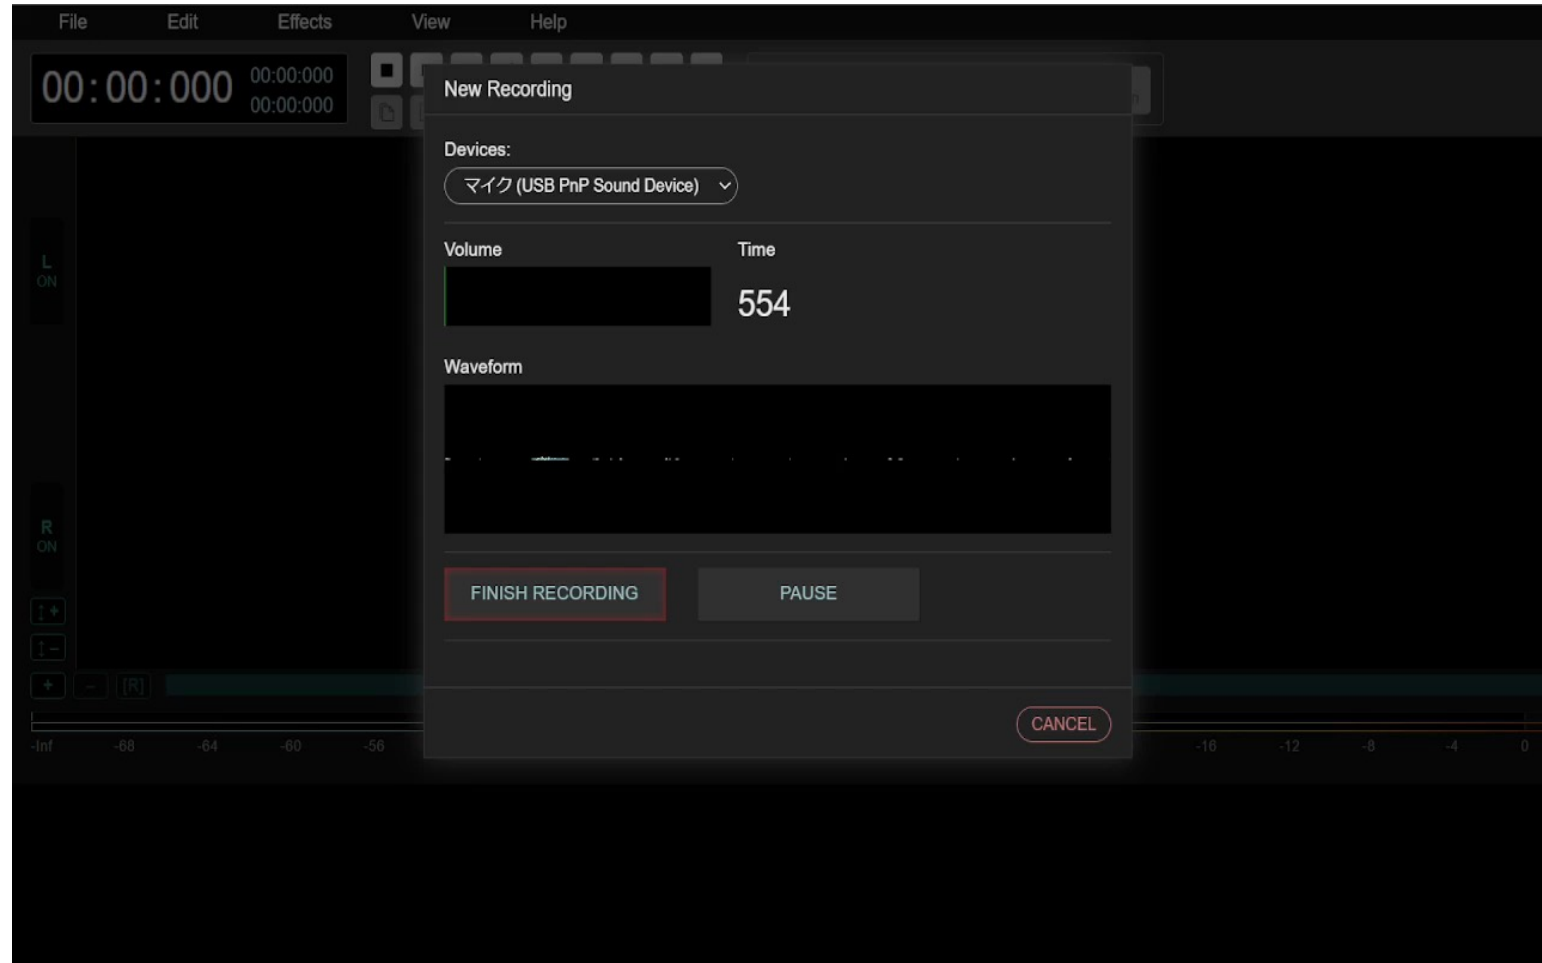 File Edit Effects View Help
00:00:000
00:00:000
00:00:000
New Recording
Devices:
マイク (USB PnP Sound Device)
Volume
Time
554
Waveform
L
ON
R
ON
FINISH RECORDING
PAUSE
+ - [R]
CANCEL
-Inf -68 -64 -60 -56 -16 -12 -8 -4 0